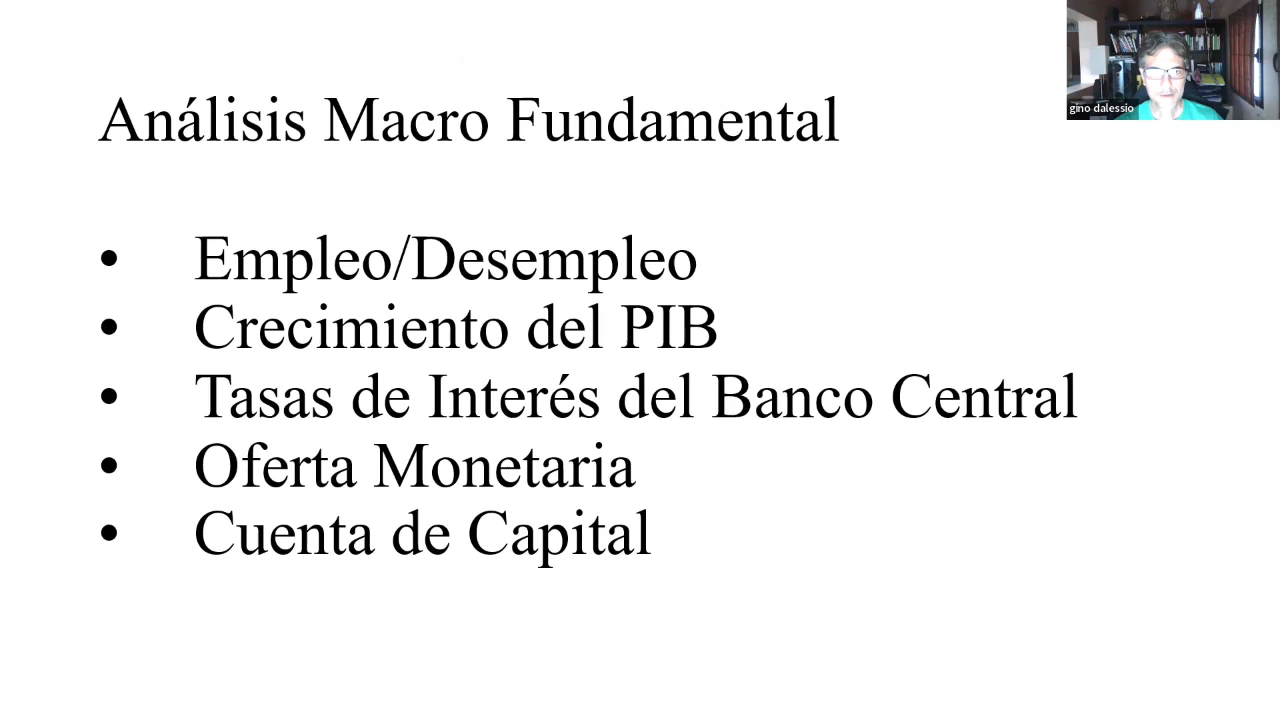 Análisis Macro Fundamental
gino dalessio
• Empleo/Desempleo
• Crecimiento del PIB
• Tasas de Interés del Banco Central
• Oferta Monetaria
• Cuenta de Capital